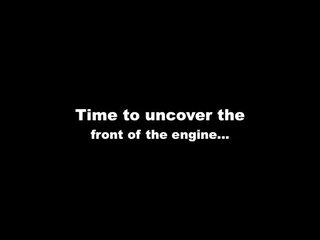 Time to uncover the
front of the engine...